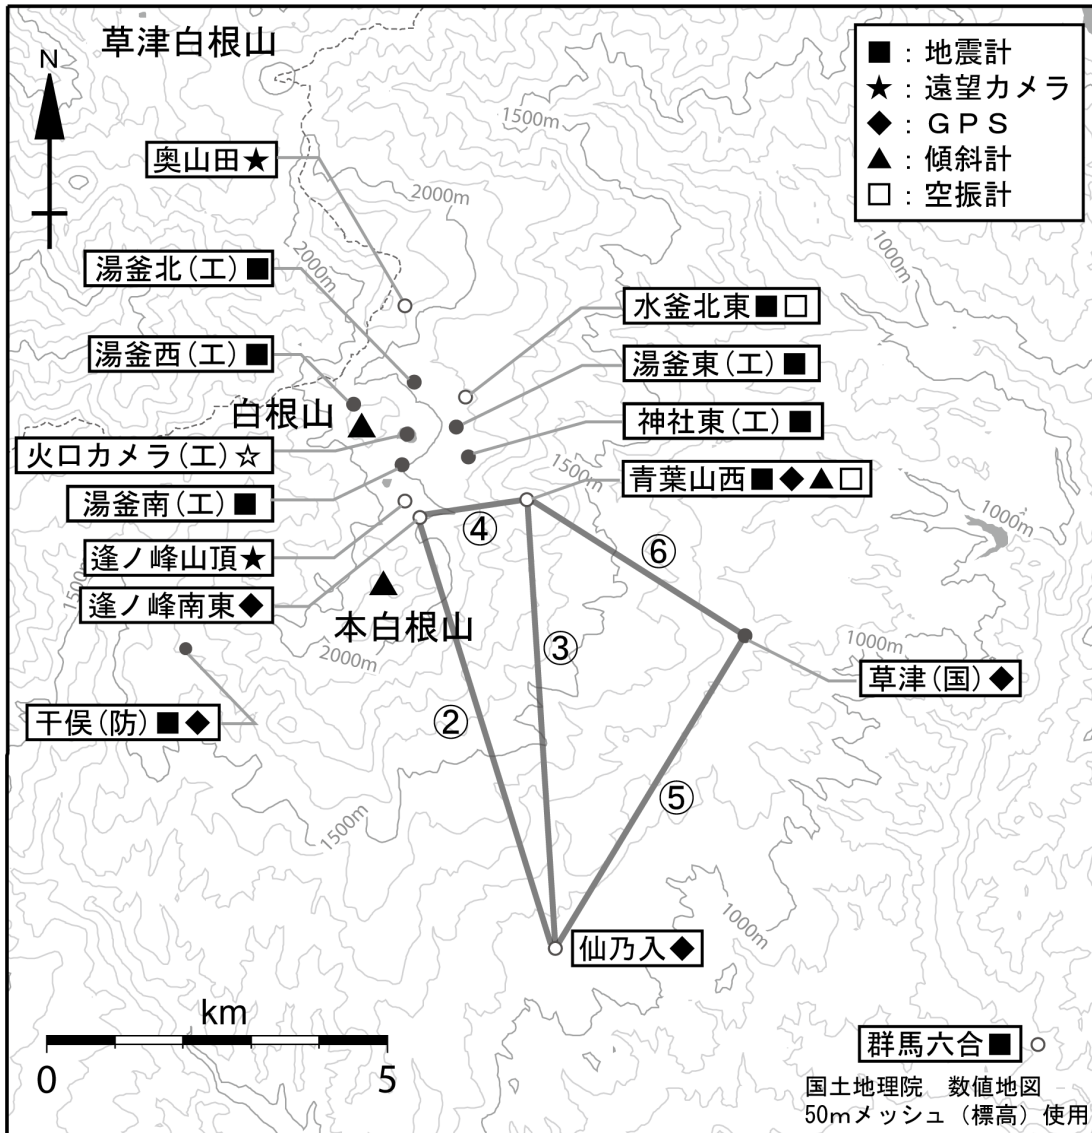 草津白根山
N
■：地震計
★：遠望カメラ
◆：ＧＰＳ
▲：傾斜計
□：空振計
1500m
奥山田★
2000m
1000m
2000m
湯釜北(工)■
水釜北東■□
湯釜西(工)■
湯釜東(工)■
白根山
神社東(工)■
火口カメラ(工)☆
1500m
青葉山西■◆▲□
湯釜南(工)■
1000m
④
⑥
逢ノ峰山頂★
1500m
逢ノ峰南東◆
本白根山
2000m
③
1000m
草津(国)◆
干俣(防)■◆
②
⑤
1500m
1000m
仙乃入◆
km
0 5
群馬六合■
国土地理院　数値地図
50mメッシュ（標高）使用